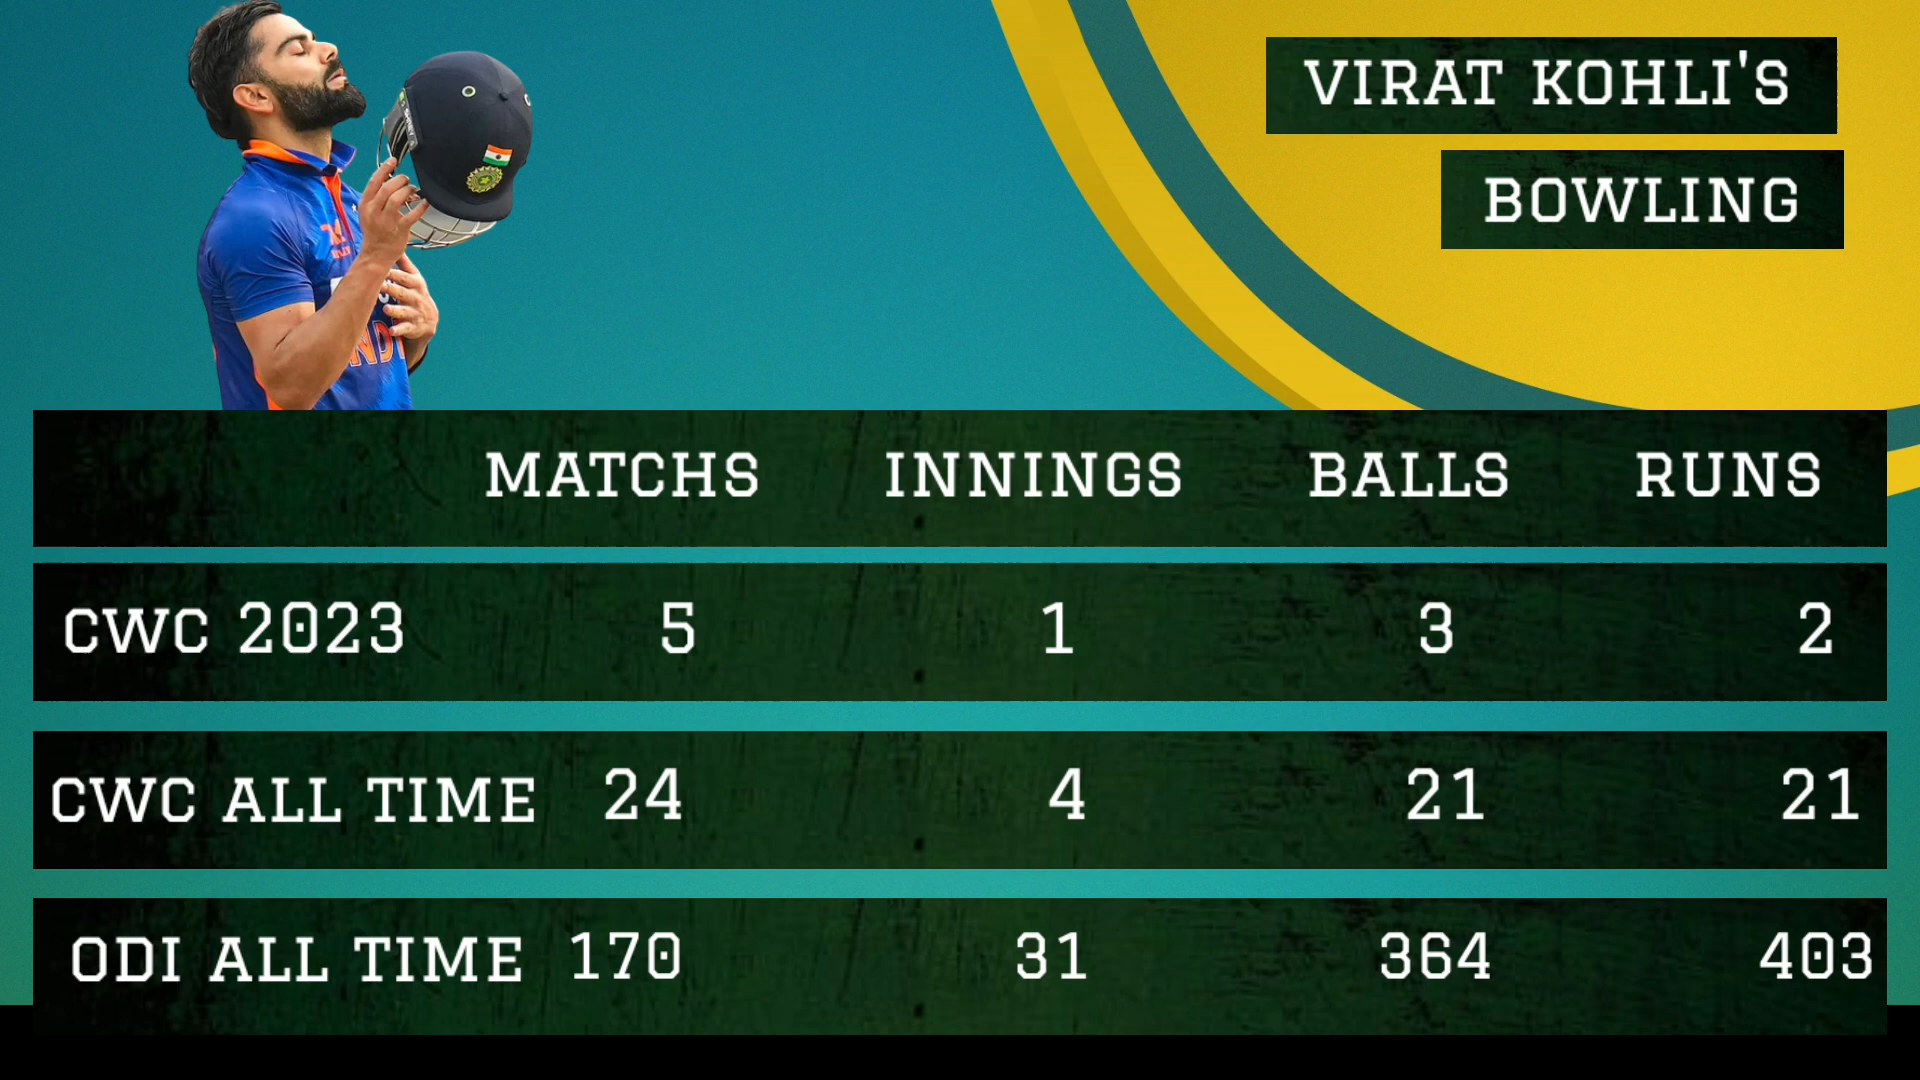 VIRAT KOHLI'S
BOWLING
MATCHS INNINGS BALLS RUNS
CWC 2023 5 1 3 2
CWC ALL TIME 24 4 21 21
ODI ALL TIME 170 31 364 403